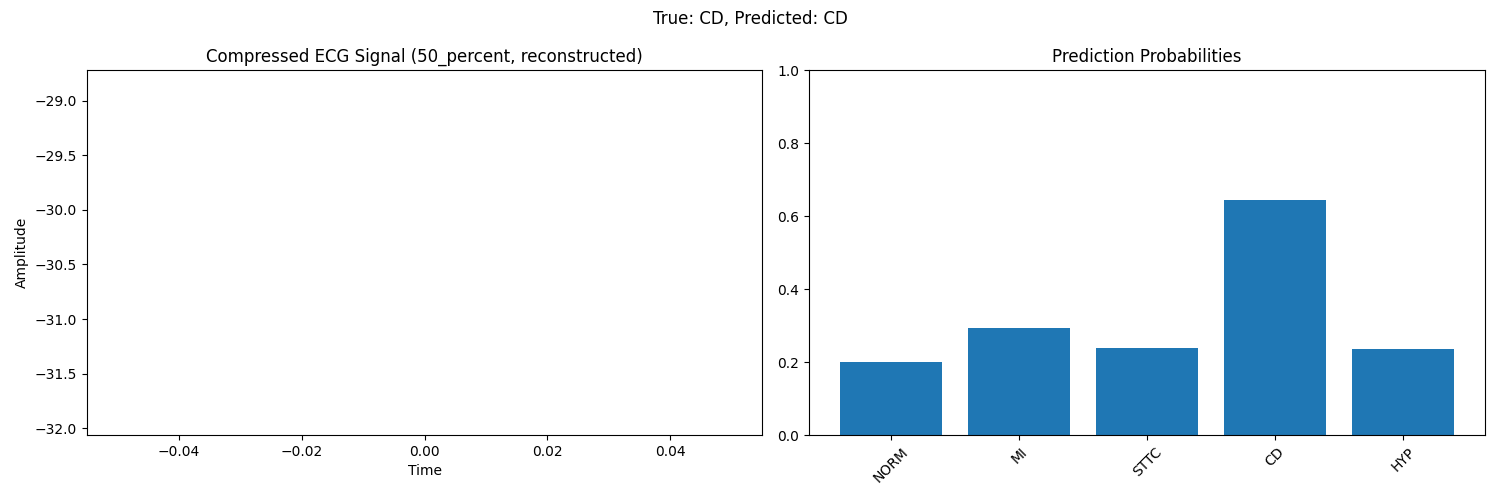 True: CD, Predicted: CD
Compressed ECG Signal (50_percent, reconstructed)
Amplitude
−29.0
−29.5
−30.0
−30.5
−31.0
−31.5
−32.0
−0.04 −0.02 0.00 0.02 0.04
Time
Prediction Probabilities
1.0
0.8
0.6
0.4
0.2
0.0
NORM MI STTC CD HYP